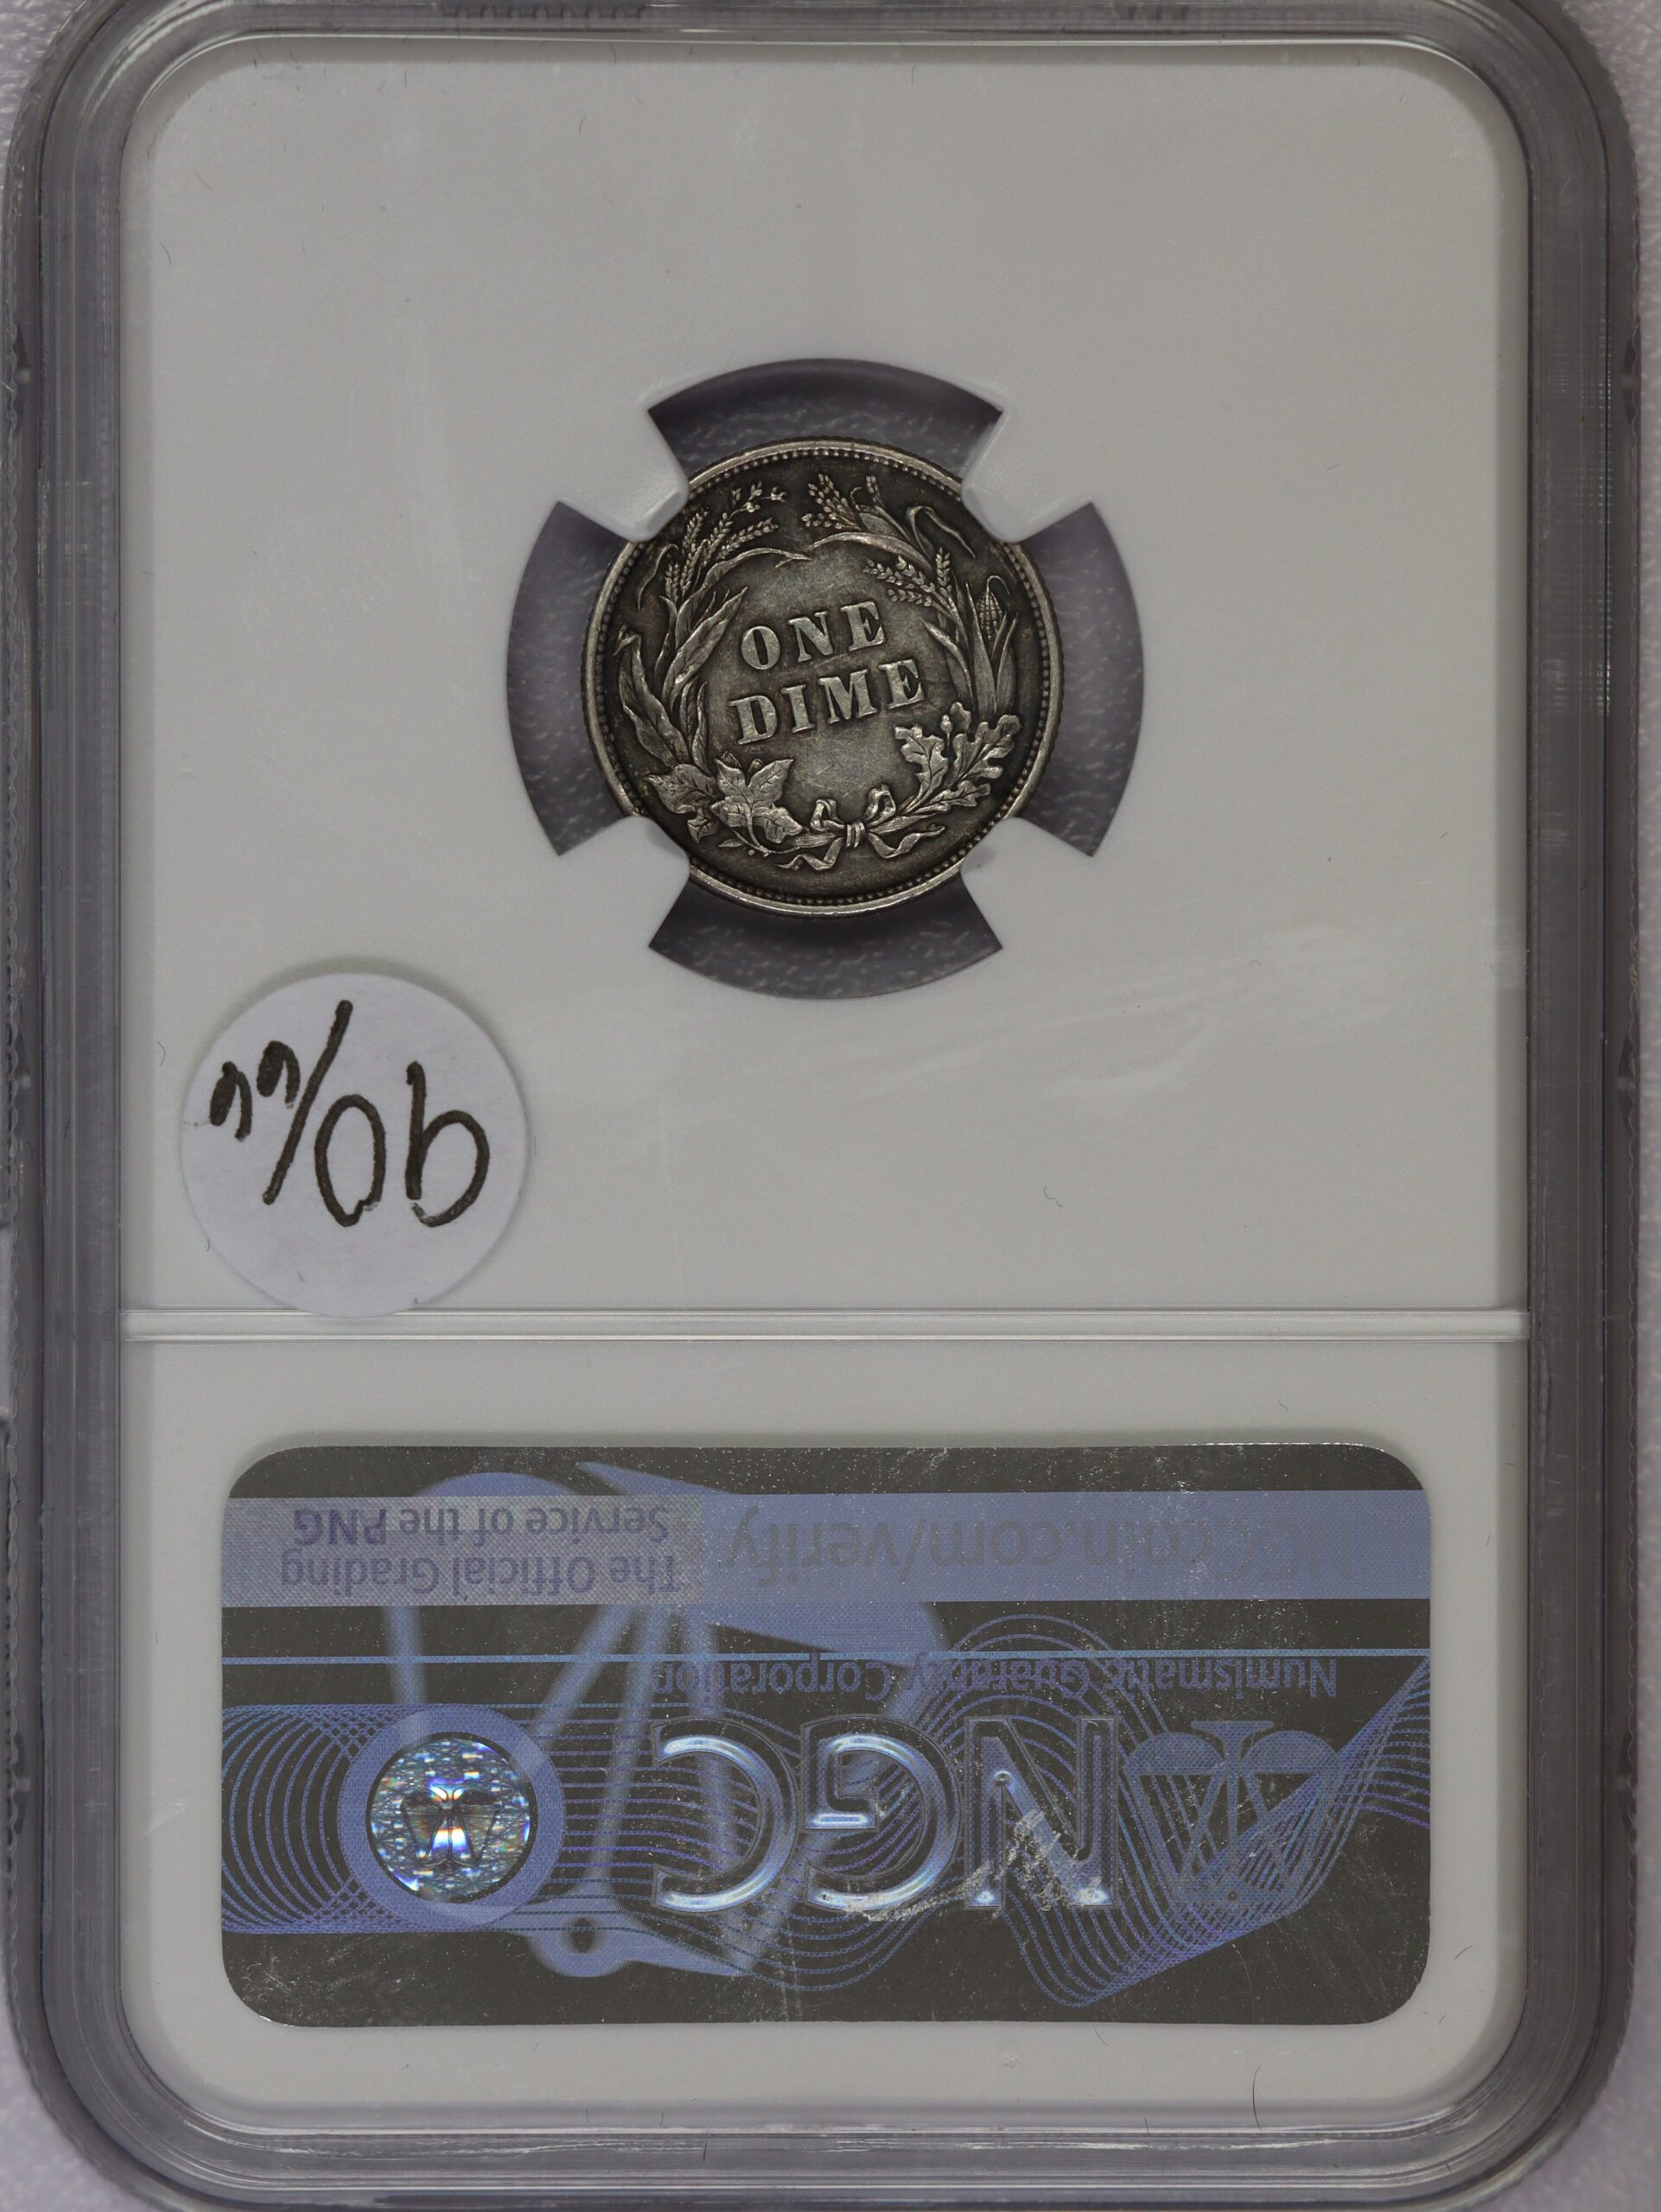 ONE
DIME
90/
NGC
Numismatic Guaranty Corporation
NGCcoin.com/verify
The Official Grading
Service of the PNG